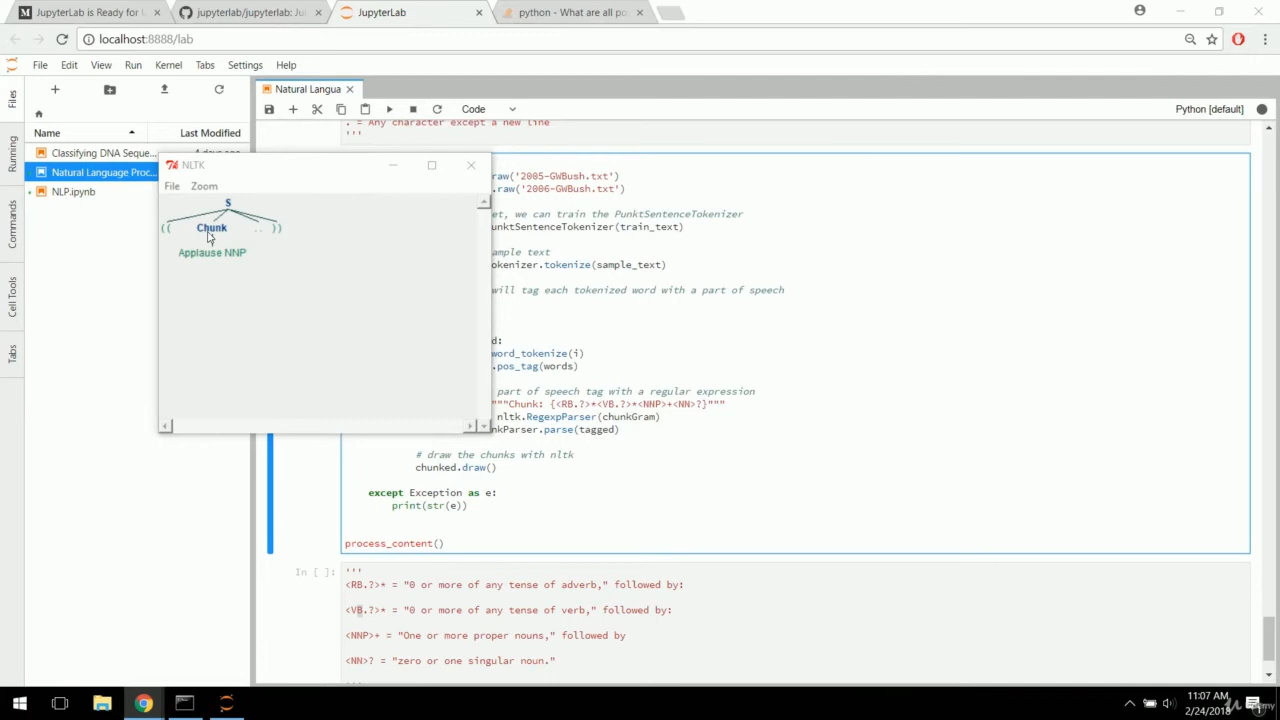 JupyterLab is Ready for
jupyterlab/jupyterlab: Ju
JupyterLab
python - What are all po
localhost:8888/lab
File Edit View Run Kernel Tabs Settings Help
Files
Running
Commands
Cell Tools
Tabs
Name Last Modified
Classifying DNA Seque...
Natural Language Proc...
NLP.ipynb
Natural Langua
Code
Python [default]
. = Any character except a new line
'''
NLTK
File Zoom
S
(( Chunk .. ))
Applause NNP
raw('2005-GWBush.txt')
.raw('2006-GWBush.txt')
et, we can train the PunktSentenceTokenizer
unktSentenceTokenizer(train_text)
ample text
okenizer.tokenize(sample_text)
will tag each tokenized word with a part of speech
d:
word_tokenize(i)
.pos_tag(words)
part of speech tag with a regular expression
"""Chunk: {<RB.?>*<VB.?>*<NNP>+<NN>?}"""
nltk.RegexpParser(chunkGram)
nkParser.parse(tagged)
# draw the chunks with nltk
chunked.draw()
except Exception as e:
print(str(e))
process_content()
In [ ]:
'''
<RB.?>* = "0 or more of any tense of adverb," followed by:
<VB.?>* = "0 or more of any tense of verb," followed by:
<NNP>+ = "One or more proper nouns," followed by
<NN>? = "zero or one singular noun."
11:07 AM
2/24/2018